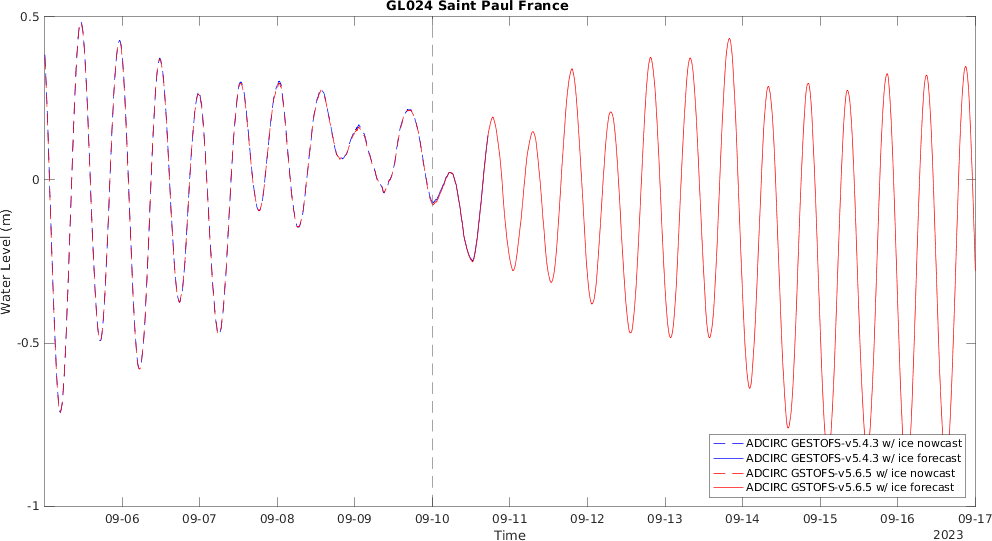 GL024 Saint Paul France
0.5
0
-0.5
-1
Water Level (m)
ADCIRC GESTOFS-v5.4.3 w/ ice nowcast
ADCIRC GESTOFS-v5.4.3 w/ ice forecast
ADCIRC GSTOFS-v5.6.5 w/ ice nowcast
ADCIRC GSTOFS-v5.6.5 w/ ice forecast
09-06 09-07 09-08 09-09 09-10 09-11 09-12 09-13 09-14 09-15 09-16 09-17
Time
2023